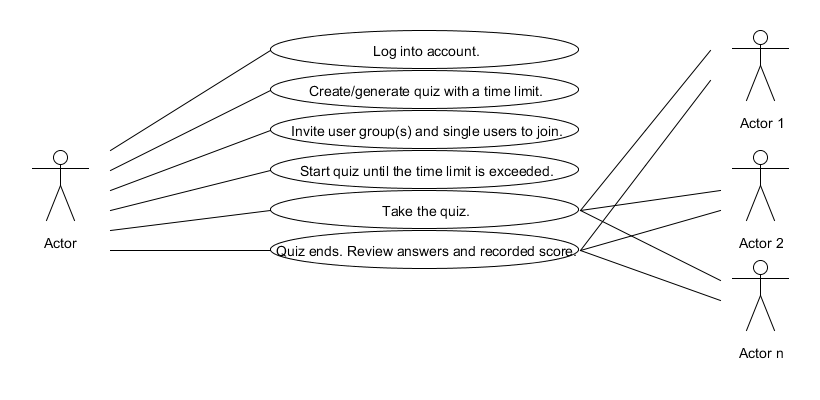 Log into account.
Create/generate quiz with a time limit.
Invite user group(s) and single users to join.
Start quiz until the time limit is exceeded.
Take the quiz.
Quiz ends. Review answers and recorded score.
Actor
Actor 1
Actor 2
Actor n